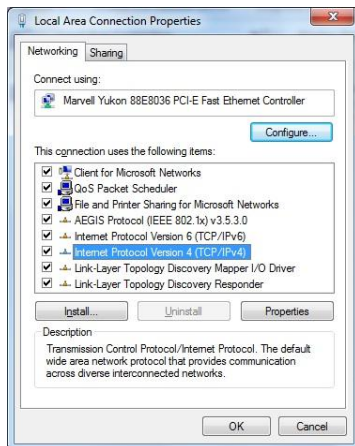 Local Area Connection Properties
Networking
Sharing
Connect using:
Marvell Yukon 88E8036 PCI-E Fast Ethernet Controller
Configure...
This connection uses the following items:
Client for Microsoft Networks
QoS Packet Scheduler
File and Printer Sharing for Microsoft Networks
AEGIS Protocol (IEEE 802.1x) v3.5.3.0
Internet Protocol Version 6 (TCP/IPv6)
Internet Protocol Version 4 (TCP/IPv4)
Link-Layer Topology Discovery Mapper I/O Driver
Link-Layer Topology Discovery Responder
Install...
Uninstall
Properties
Description
Transmission Control Protocol/Internet Protocol. The default
wide area network protocol that provides communication
across diverse interconnected networks.
OK
Cancel